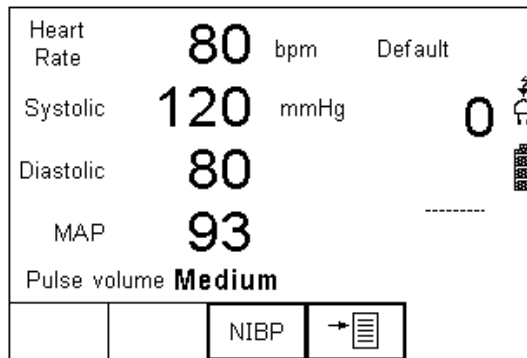 Heart
Rate 80 bpm Default
Systolic 120 mmHg 0
Diastolic 80
---------
MAP 93
Pulse volume Medium
NIBP